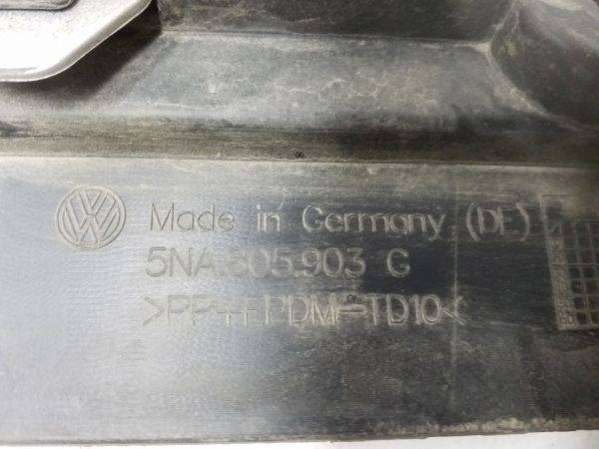 Made in Germany (DE)
5NA.805.903 G
>PP+EPDM-TD10<